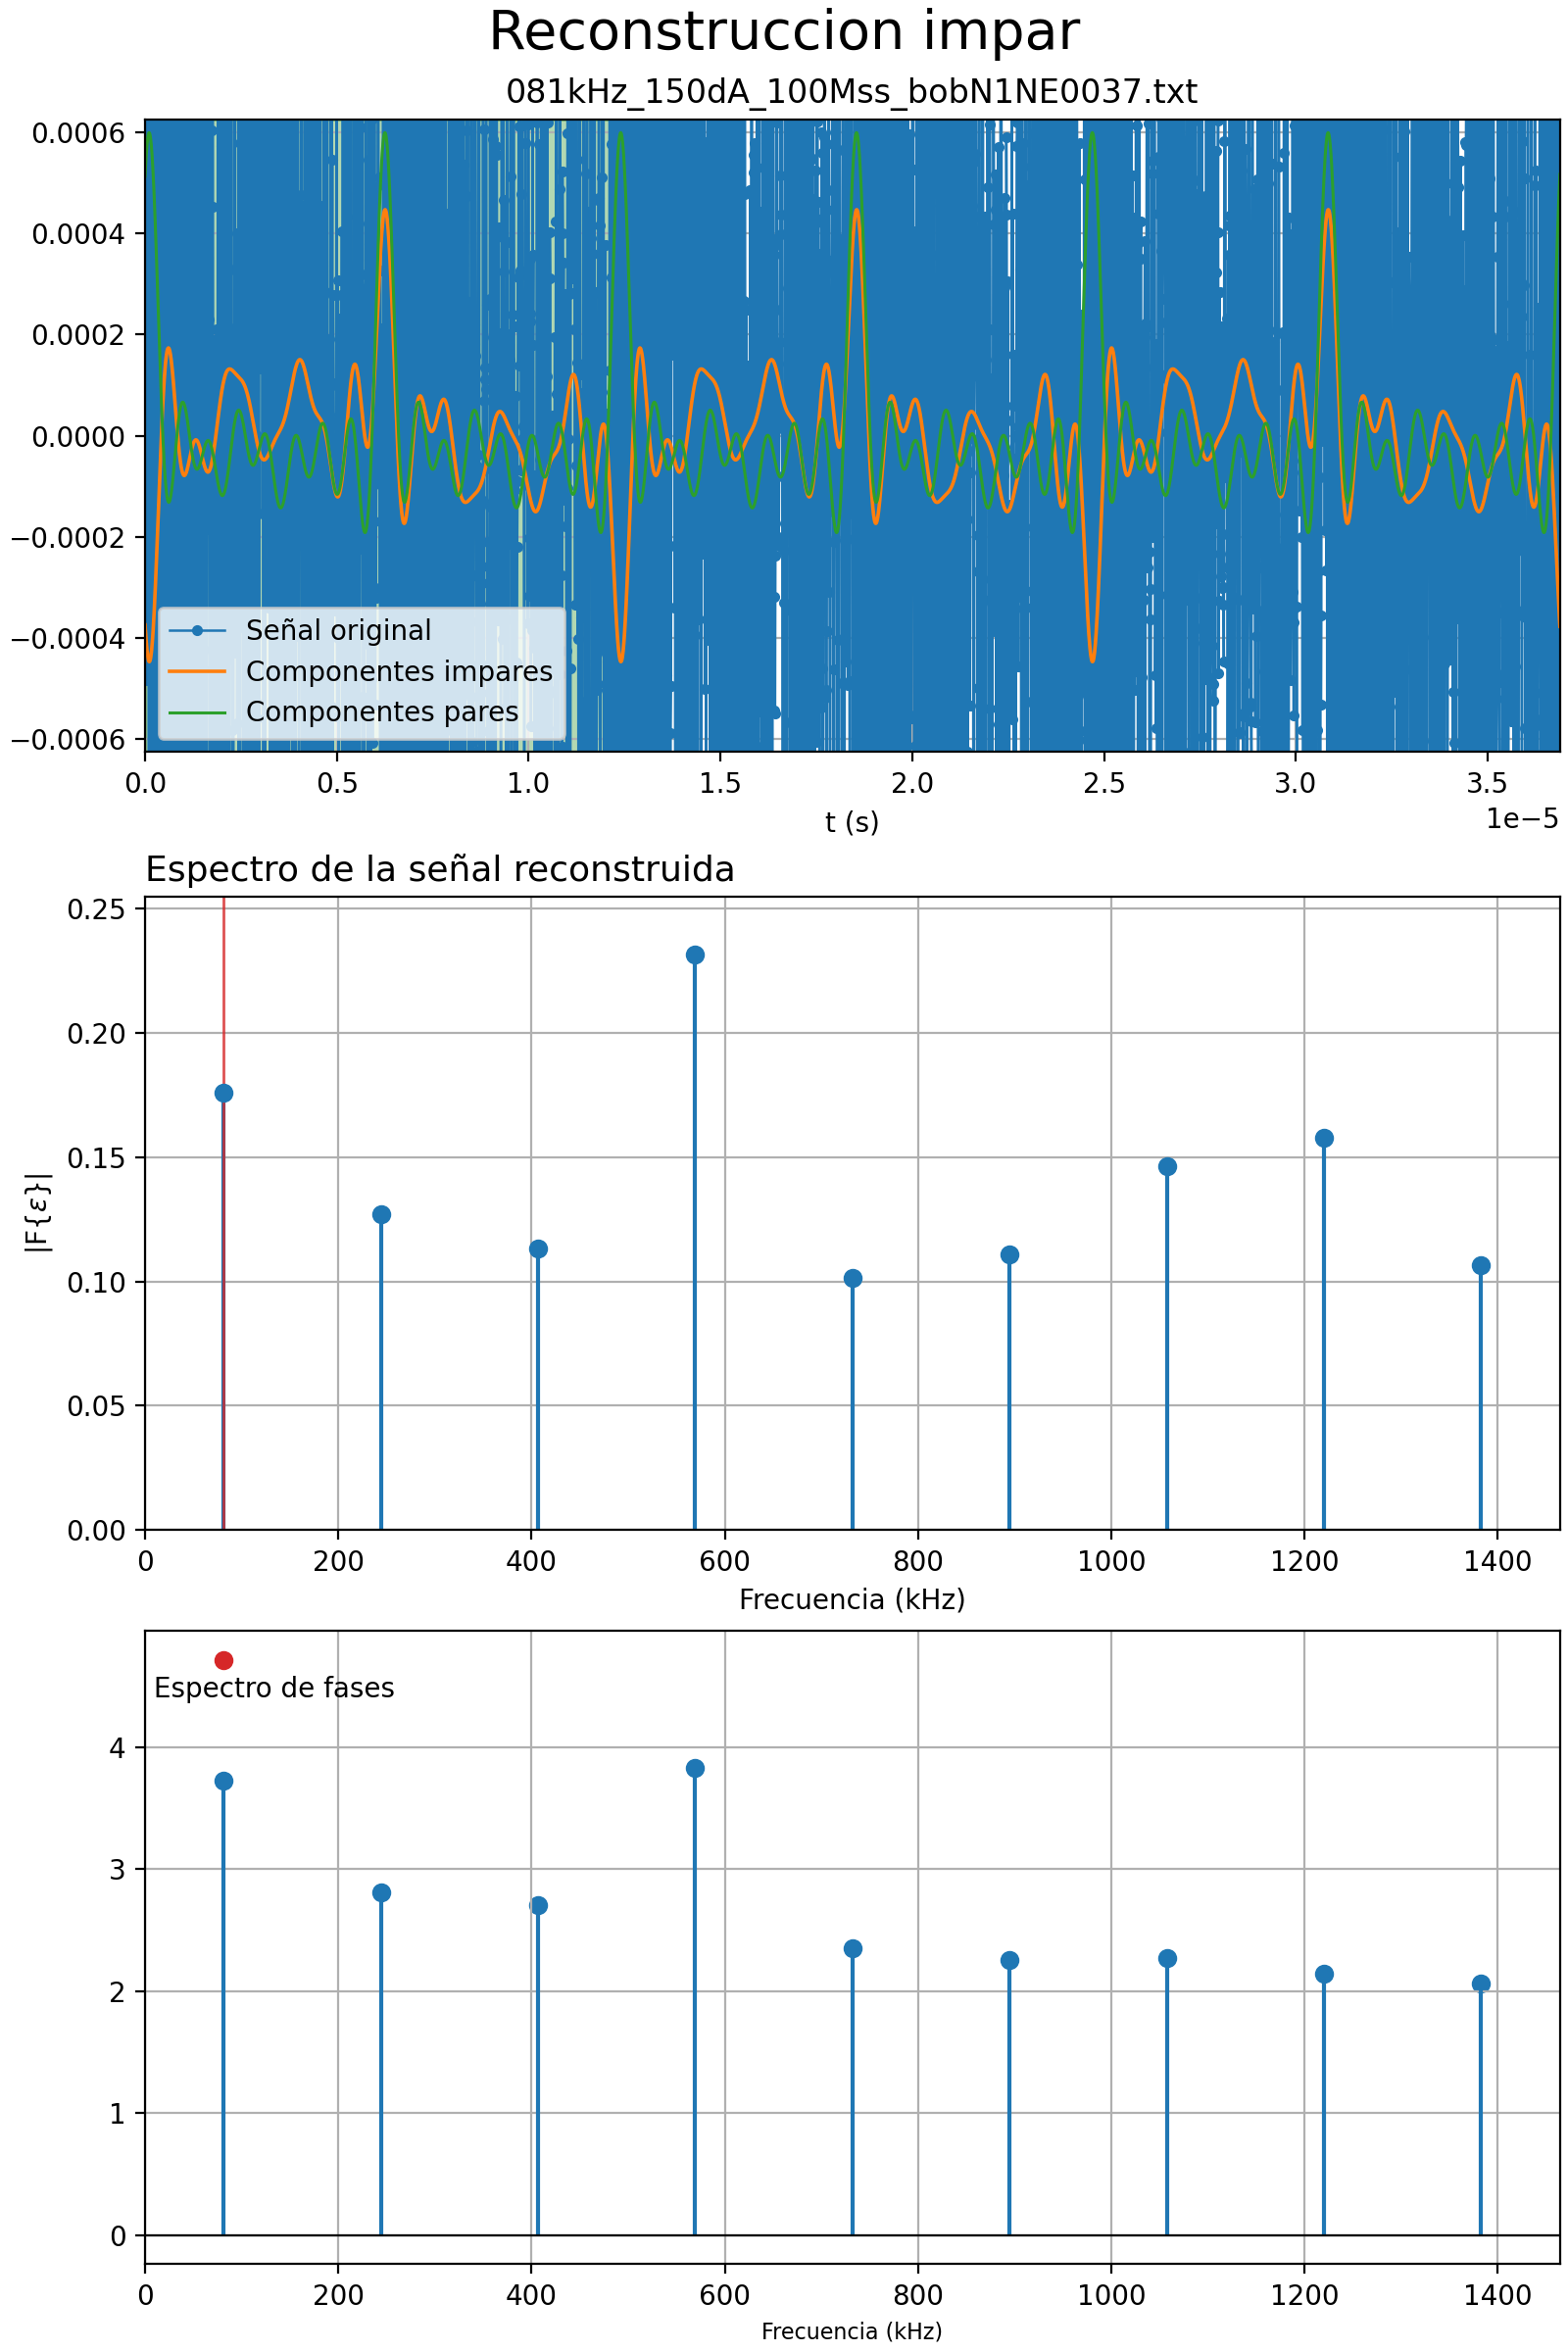 Reconstruccion impar
081kHz_150dA_100Mss_bobN1NE0037.txt
0.0006
0.0004
0.0002
0.0000
−0.0002
−0.0004
−0.0006
Señal original
Componentes impares
Componentes pares
0.0 0.5 1.0 1.5 2.0 2.5 3.0 3.5
t (s)
1e−5
Espectro de la señal reconstruida
0.25
0.20
0.15
0.10
0.05
0.00
|F{ε}|
0 200 400 600 800 1000 1200 1400
Frecuencia (kHz)
Espectro de fases
4
3
2
1
0
0 200 400 600 800 1000 1200 1400
Frecuencia (kHz)